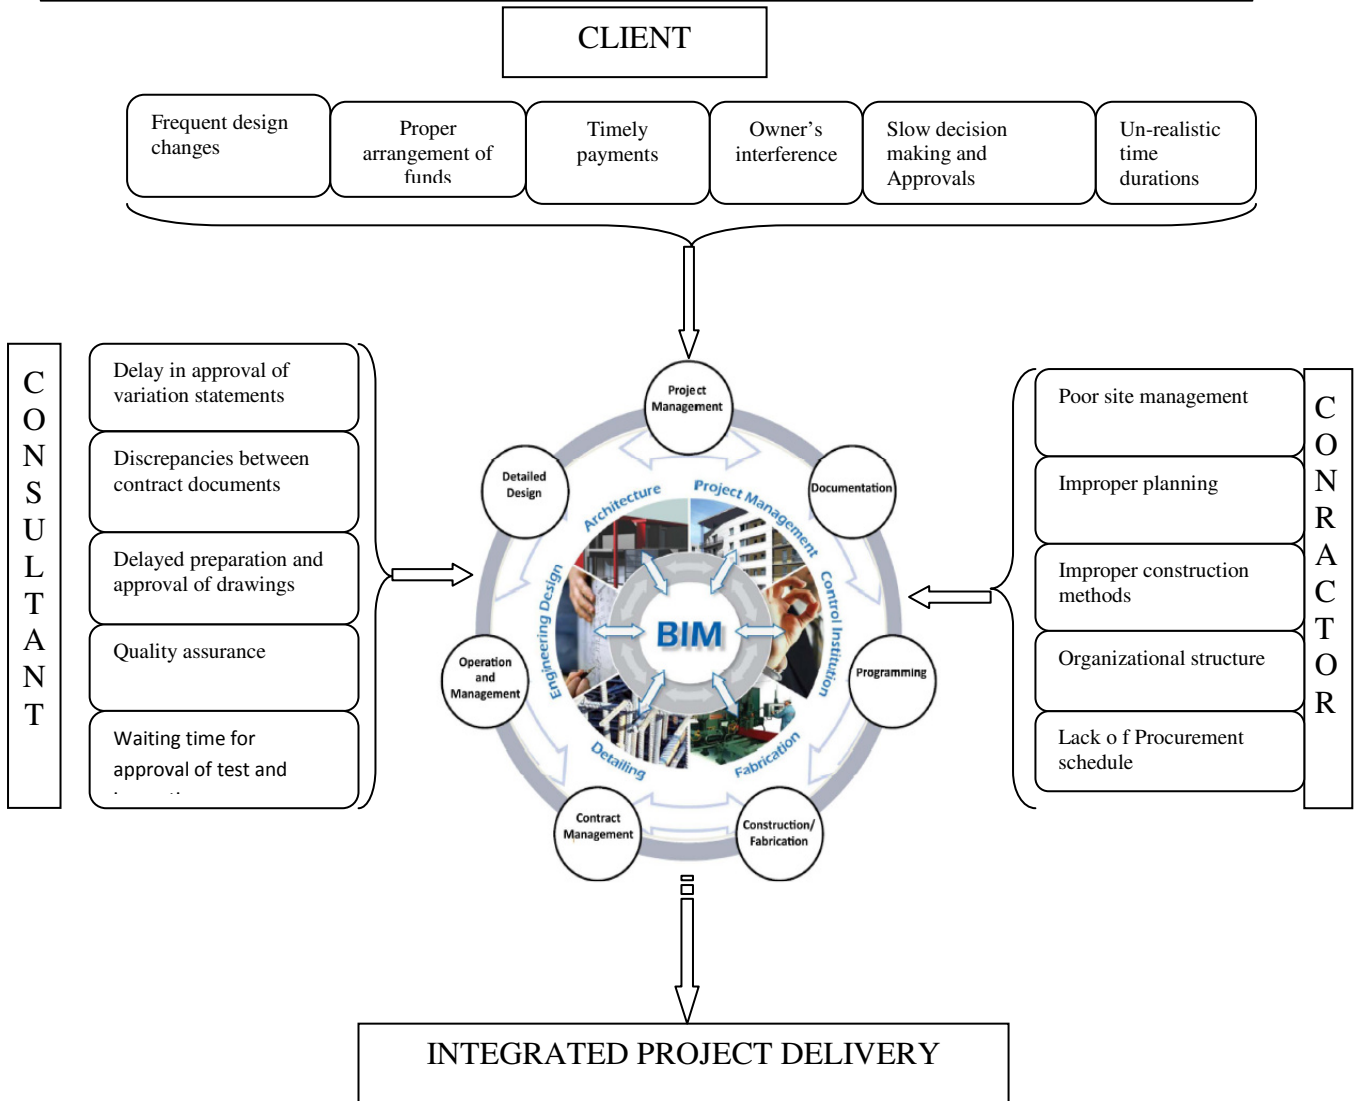 CLIENT
Frequent design
changes
Proper
arrangement of
funds
Timely
payments
Owner's
interference
Slow decision
making and
Approvals
Un-realistic
time
durations
CONSULTANT
Delay in approval of
variation statements
Discrepancies between
contract documents
Delayed preparation and
approval of drawings
Quality assurance
Waiting time for
approval of test and
Project
Management
Detailed
Design
Documentation
Operation
and
Management
Programming
Contract
Management
Construction/
Fabrication
Architecture
Project Management
Engineering Design
Control Institution
Detailing
Fabrication
BIM
Poor site management
Improper planning
Improper construction
methods
Organizational structure
Lack o f Procurement
schedule
CONRACTOR
INTEGRATED PROJECT DELIVERY